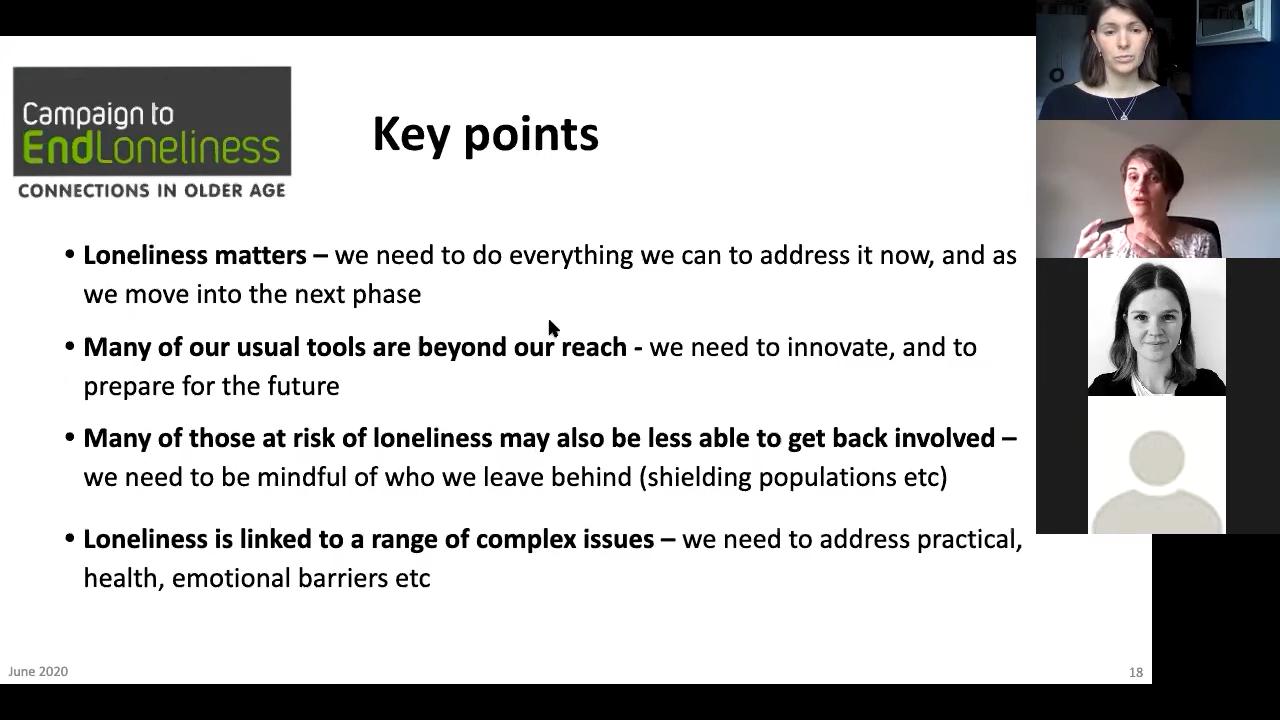 Campaign to
EndLoneliness
CONNECTIONS IN OLDER AGE
Key points
• Loneliness matters – we need to do everything we can to address it now, and as
we move into the next phase
• Many of our usual tools are beyond our reach - we need to innovate, and to
prepare for the future
• Many of those at risk of loneliness may also be less able to get back involved –
we need to be mindful of who we leave behind (shielding populations etc)
• Loneliness is linked to a range of complex issues – we need to address practical,
health, emotional barriers etc
June 2020
18